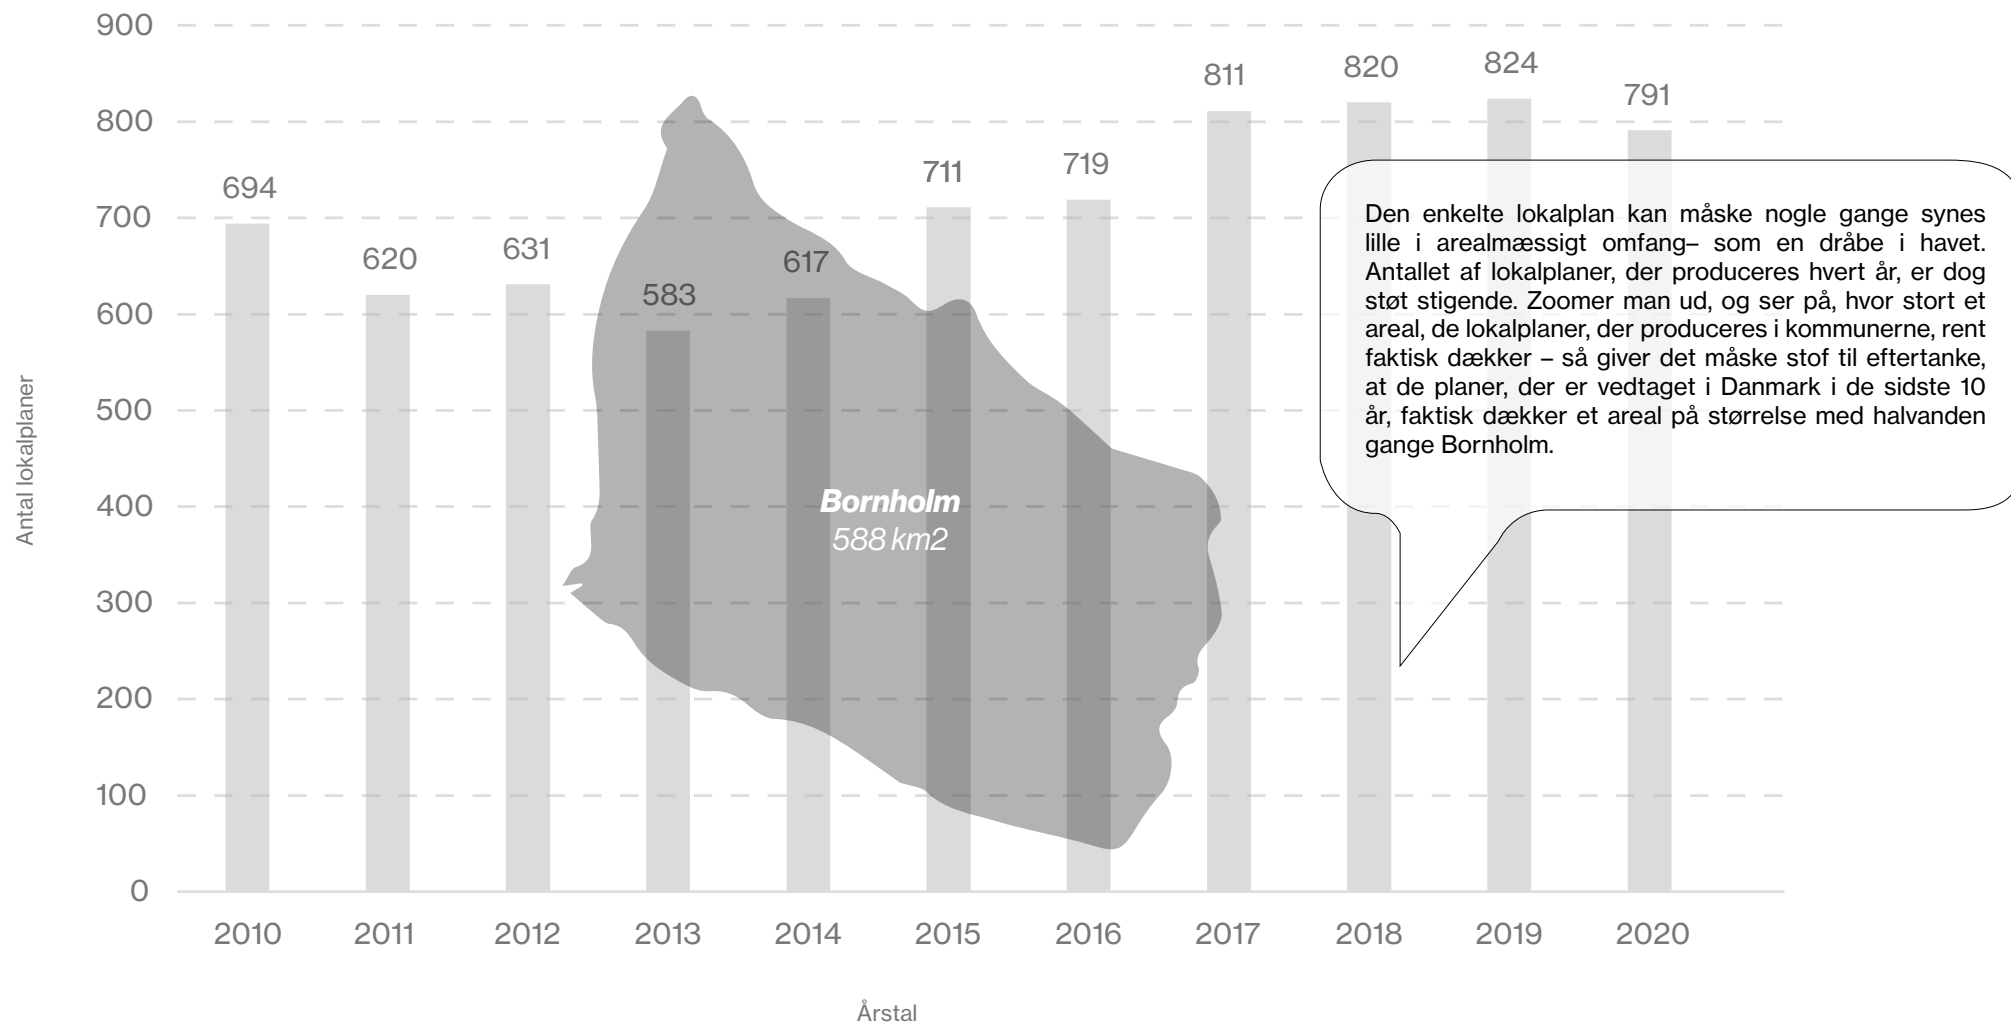 900
800
700
600
500
400
300
200
100
0
Antal lokalplaner
694
620
631
583
617
711
719
811
820
824
791
Bornholm
588 km2
Den enkelte lokalplan kan måske nogle gange synes
lille i arealmæssigt omfang– som en dråbe i havet.
Antallet af lokalplaner, der produceres hvert år, er dog
støt stigende. Zoomer man ud, og ser på, hvor stort et
areal, de lokalplaner, der produceres i kommunerne, rent
faktisk dækker – så giver det måske stof til eftertanke,
at de planer, der er vedtaget i Danmark i de sidste 10
år, faktisk dækker et areal på størrelse med halvanden
gange Bornholm.
2010 2011 2012 2013 2014 2015 2016 2017 2018 2019 2020
Årstal